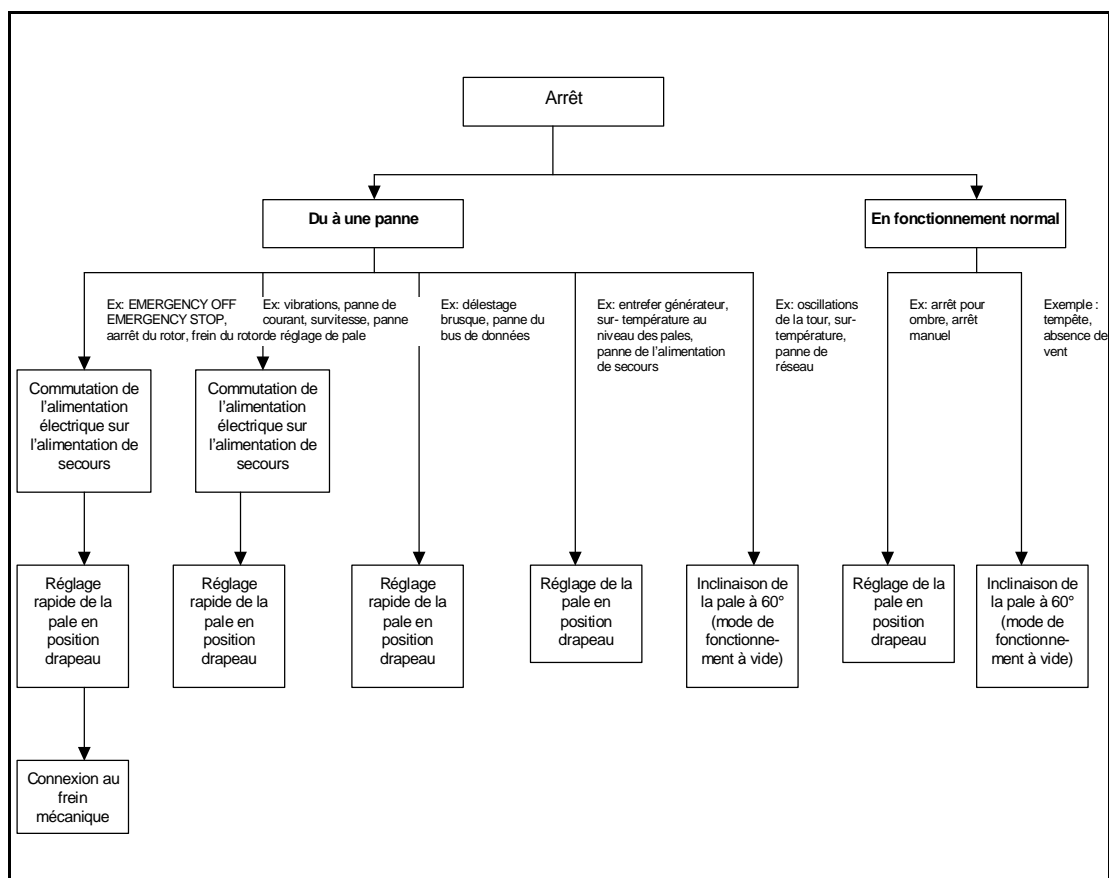 Arrêt
Du à une panne
En fonctionnement normal
Ex: EMERGENCY OFF
EMERGENCY STOP,
aarrêt du rotor, frein du rotor
Ex: vibrations, panne de
courant, survitesse, panne
de réglage de pale
Ex: délestage
brusque, panne du
bus de données
Ex: entrefer générateur,
sur- température au
niveau des pales,
panne de l'alimentation
de secours
Ex: oscillations
de la tour, sur-
température,
panne de
réseau
Ex: arrêt pour
ombre, arrêt
manuel
Exemple :
tempête,
absence de
vent
Commutation de
l'alimentation
électrique sur
l'alimentation de
secours
Commutation de
l'alimentation
électrique sur
l'alimentation de
secours
Réglage
rapide de la
pale en
position
drapeau
Réglage
rapide de la
pale en
position
drapeau
Réglage
rapide de la
pale en
position
drapeau
Réglage de la
pale en
position
drapeau
Inclinaison de
la pale à 60°
(mode de
fonctionne-
ment à vide)
Réglage de la
pale en
position
drapeau
Inclinaison de
la pale à 60°
(mode de
fonctionne-
ment à vide)
Connexion au
frein
mécanique